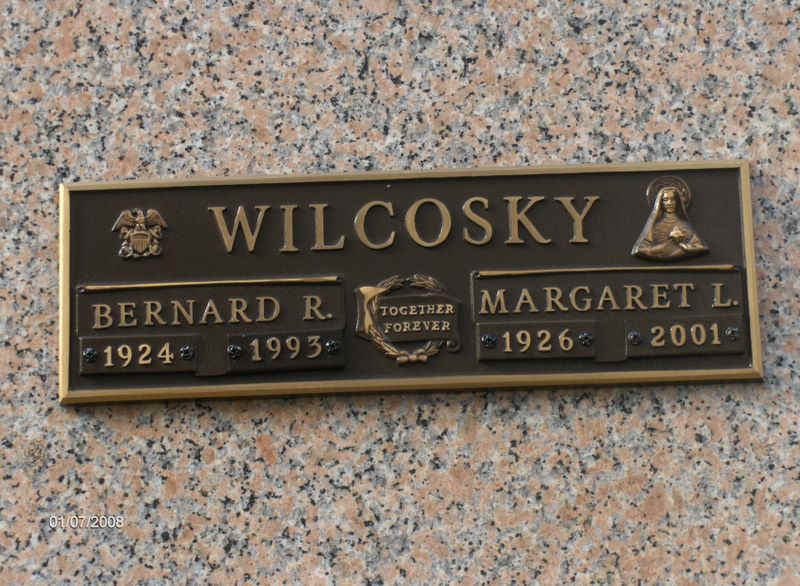 WILCOSKY
BERNARD R.
1924 1993
TOGETHER
FOREVER
MARGARET L.
1926 2001
01/07/2008